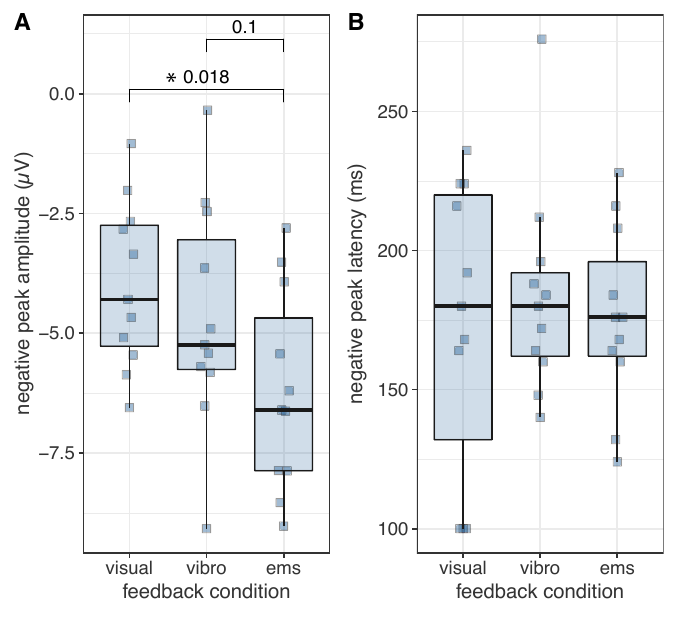 A
0.1
* 0.018
0.0
−2.5
−5.0
−7.5
negative peak amplitude (µV)
visual vibro ems
feedback condition
B
250
200
150
100
negative peak latency (ms)
visual vibro ems
feedback condition